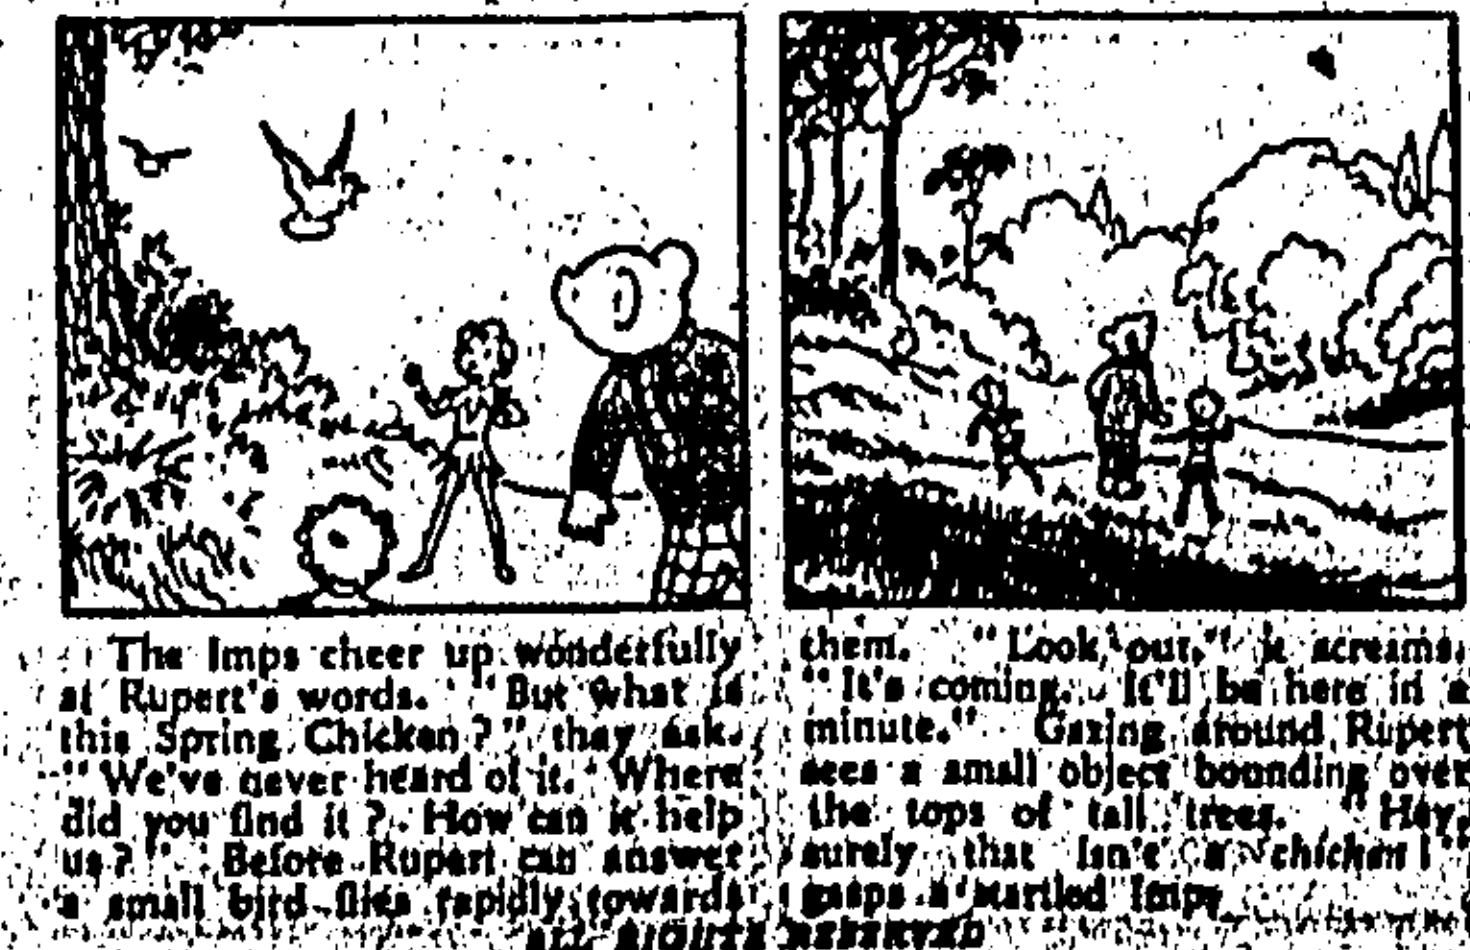 The Imps cheer up wonderfully
at Rupert's words. "But what is
this Spring Chicken?" they ask.
"We've never heard of it. Where
did you find it? How can it help
us?" Before Rupert can answer
a small bird flies rapidly towards
them. "Look out," it screams.
"It's coming. It'll be here in a
minute." Gazing around Rupert
sees a small object bounding over
the tops of tall trees. "Hey,
surely that isn't a chicken!"
gasps a startled Imp.
ALL RIGHTS RESERVED